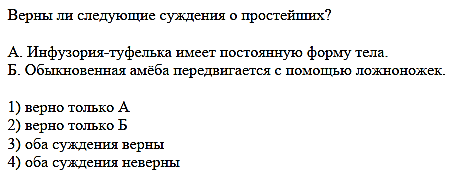 Верны ли следующие суждения о простейших?
А. Инфузория-туфелька имеет постоянную форму тела.
Б. Обыкновенная амёба передвигается с помощью ложноножек.
1) верно только А
2) верно только Б
3) оба суждения верны
4) оба суждения неверны